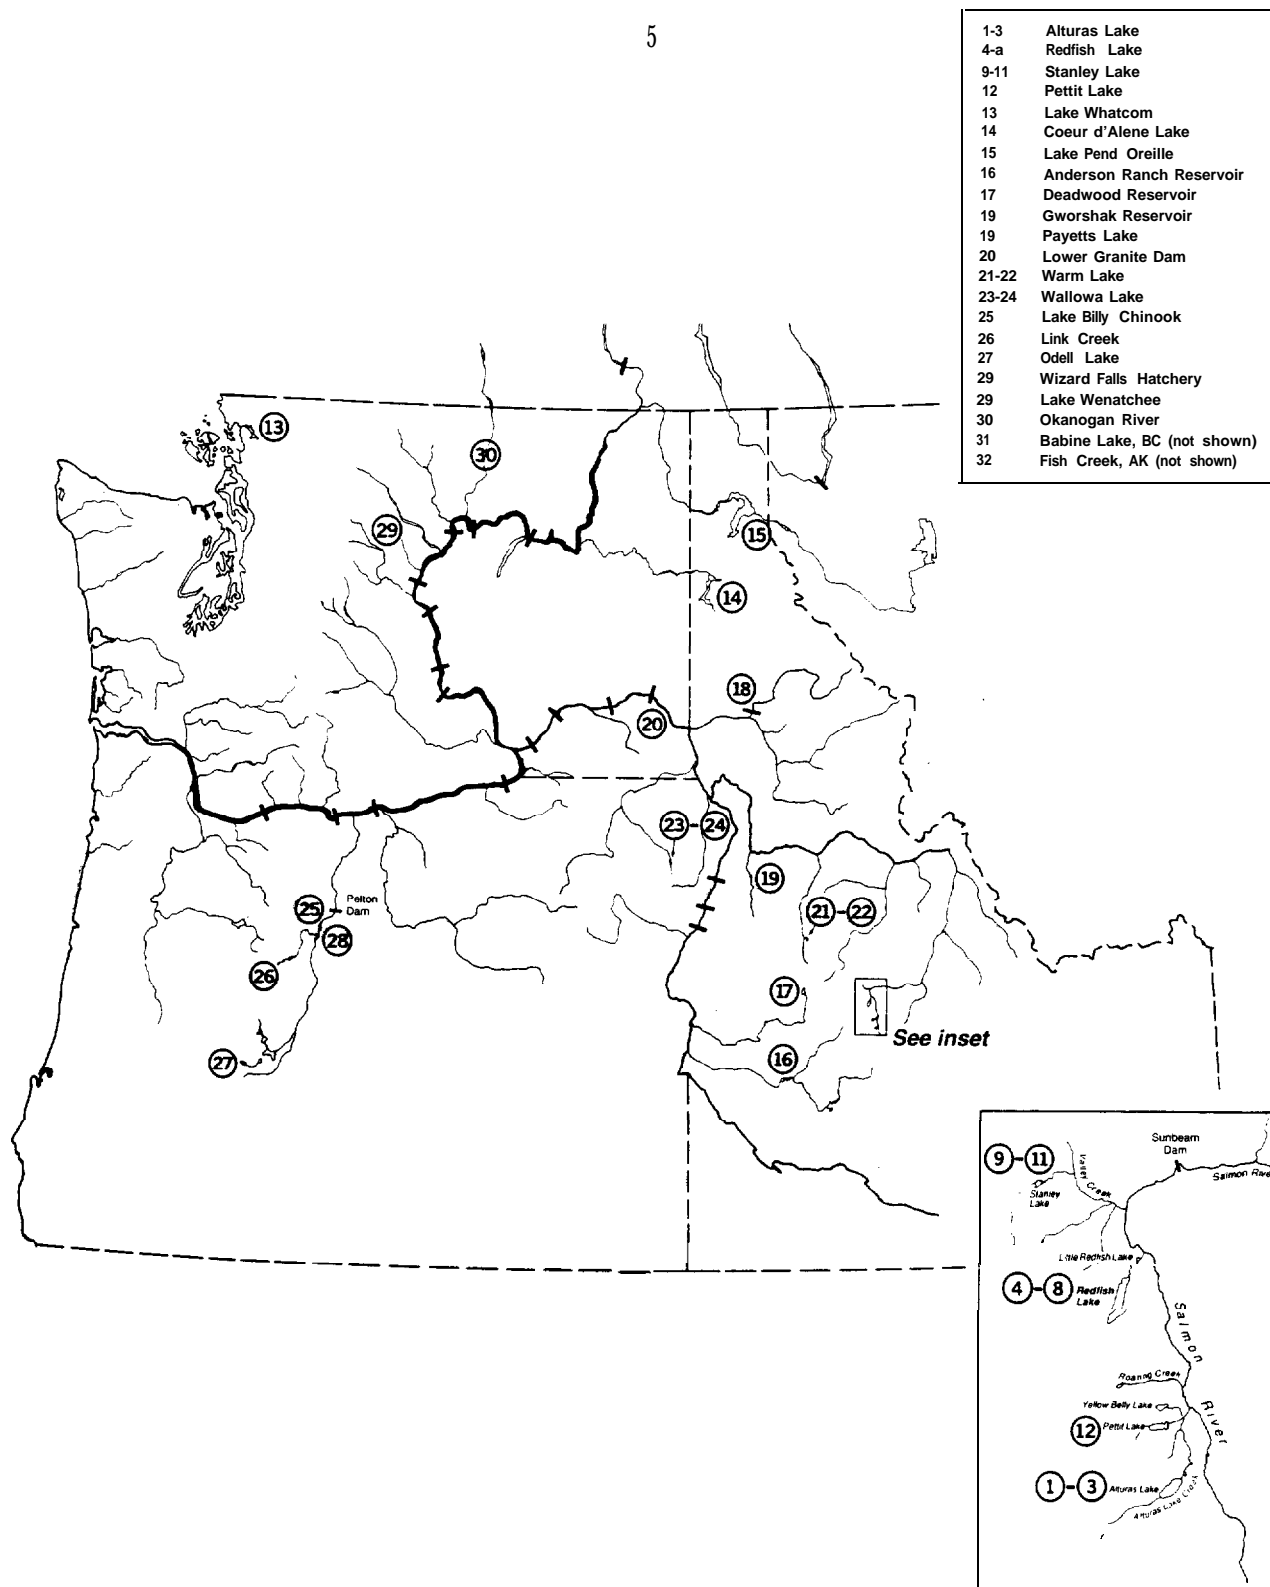 5
1-3 Alturas Lake
4-a Redfish Lake
9-11 Stanley Lake
12 Pettit Lake
13 Lake Whatcom
14 Coeur d'Alene Lake
15 Lake Pend Oreille
16 Anderson Ranch Reservoir
17 Deadwood Reservoir
19 Gworshak Reservoir
19 Payetts Lake
20 Lower Granite Dam
21-22 Warm Lake
23-24 Wallowa Lake
25 Lake Billy Chinook
26 Link Creek
27 Odell Lake
29 Wizard Falls Hatchery
29 Lake Wenatchee
30 Okanogan River
31 Babine Lake, BC (not shown)
32 Fish Creek, AK (not shown)
13
30
29
15
14
18
20
23-24
19
25
Pelton
Dam
21-22
28
26
17
See inset
27
16
9-11
Sunbeam
Dam
Valley Creek
Salmon Rive
Stanley
Lake
Little Redfish Lake
4-8 Redfish
Lake
Salmon River
Roaring Creek
Yellow Belly Lake
12 Pettit Lake
1-3 Alturas Lake
Alturas Lake Creek